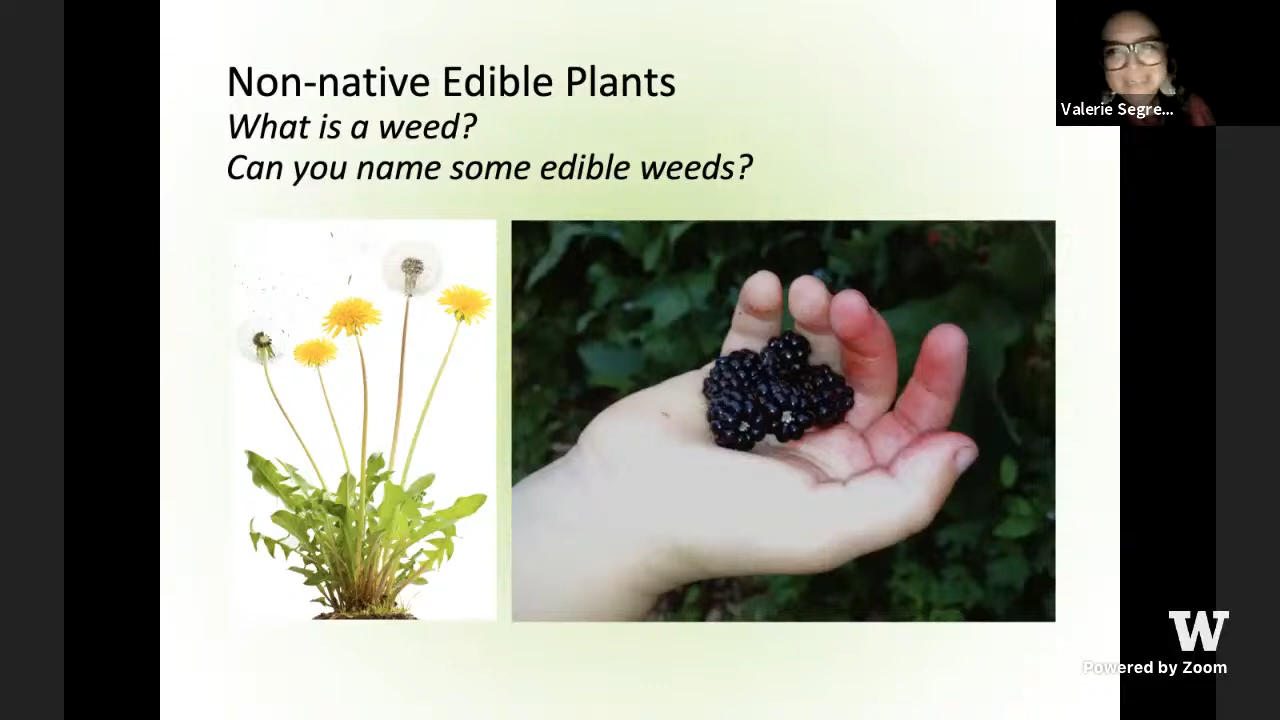 Non-native Edible Plants
What is a weed?
Can you name some edible weeds?
Valerie Segre...
W
Powered by Zoom